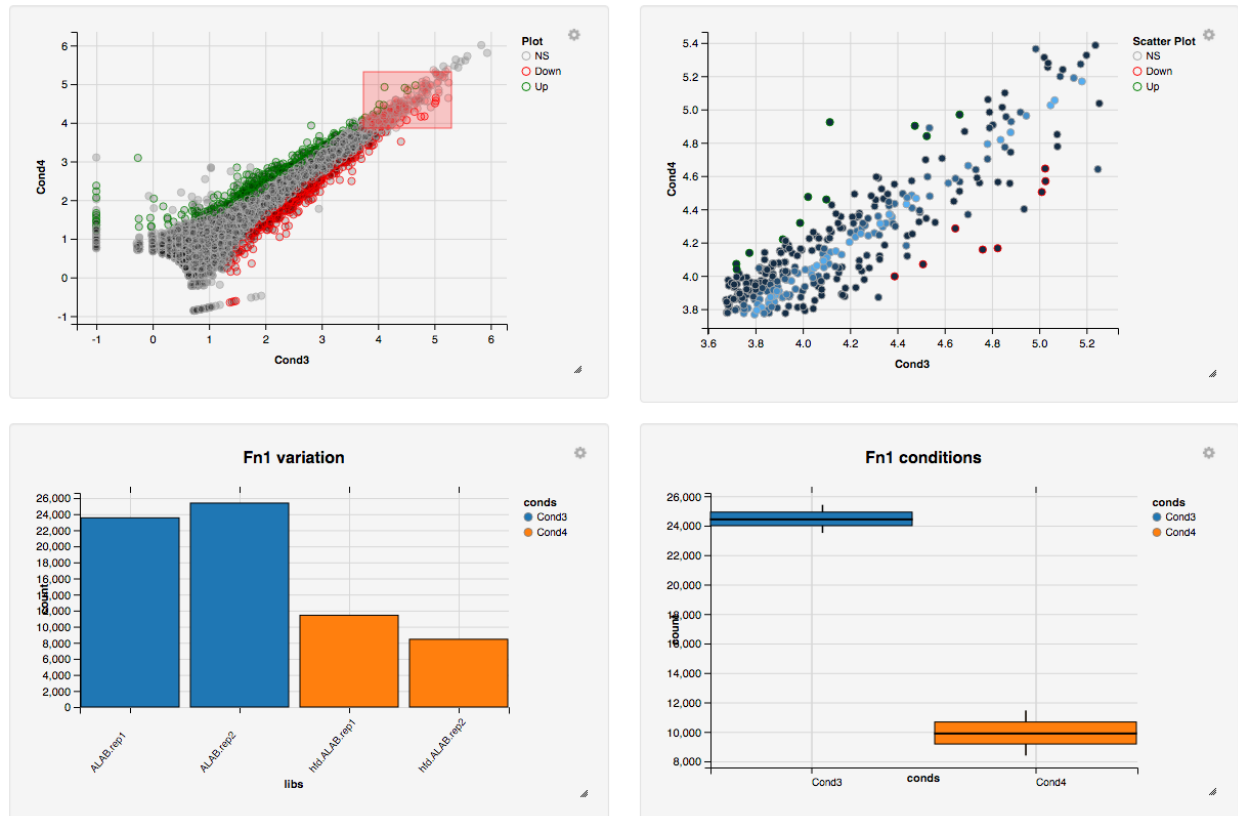 Plot
NS
Down
Up
6
5
4
3
2
1
0
-1
Cond4
-1 0 1 2 3 4 5 6
Cond3
Scatter Plot
NS
Down
Up
5.4
5.2
5.0
4.8
4.6
4.4
4.2
4.0
3.8
Cond4
3.6 3.8 4.0 4.2 4.4 4.6 4.8 5.0 5.2
Cond3
Fn1 variation
conds
Cond3
Cond4
26,000
24,000
22,000
20,000
18,000
16,000
14,000
12,000
10,000
8,000
6,000
4,000
2,000
0
count
ALAB.rep1 ALAB.rep2 hfd.ALAB.rep1 hfd.ALAB.rep2
libs
Fn1 conditions
conds
Cond3
Cond4
26,000
24,000
22,000
20,000
18,000
16,000
14,000
12,000
10,000
8,000
count
Cond3 Cond4
conds